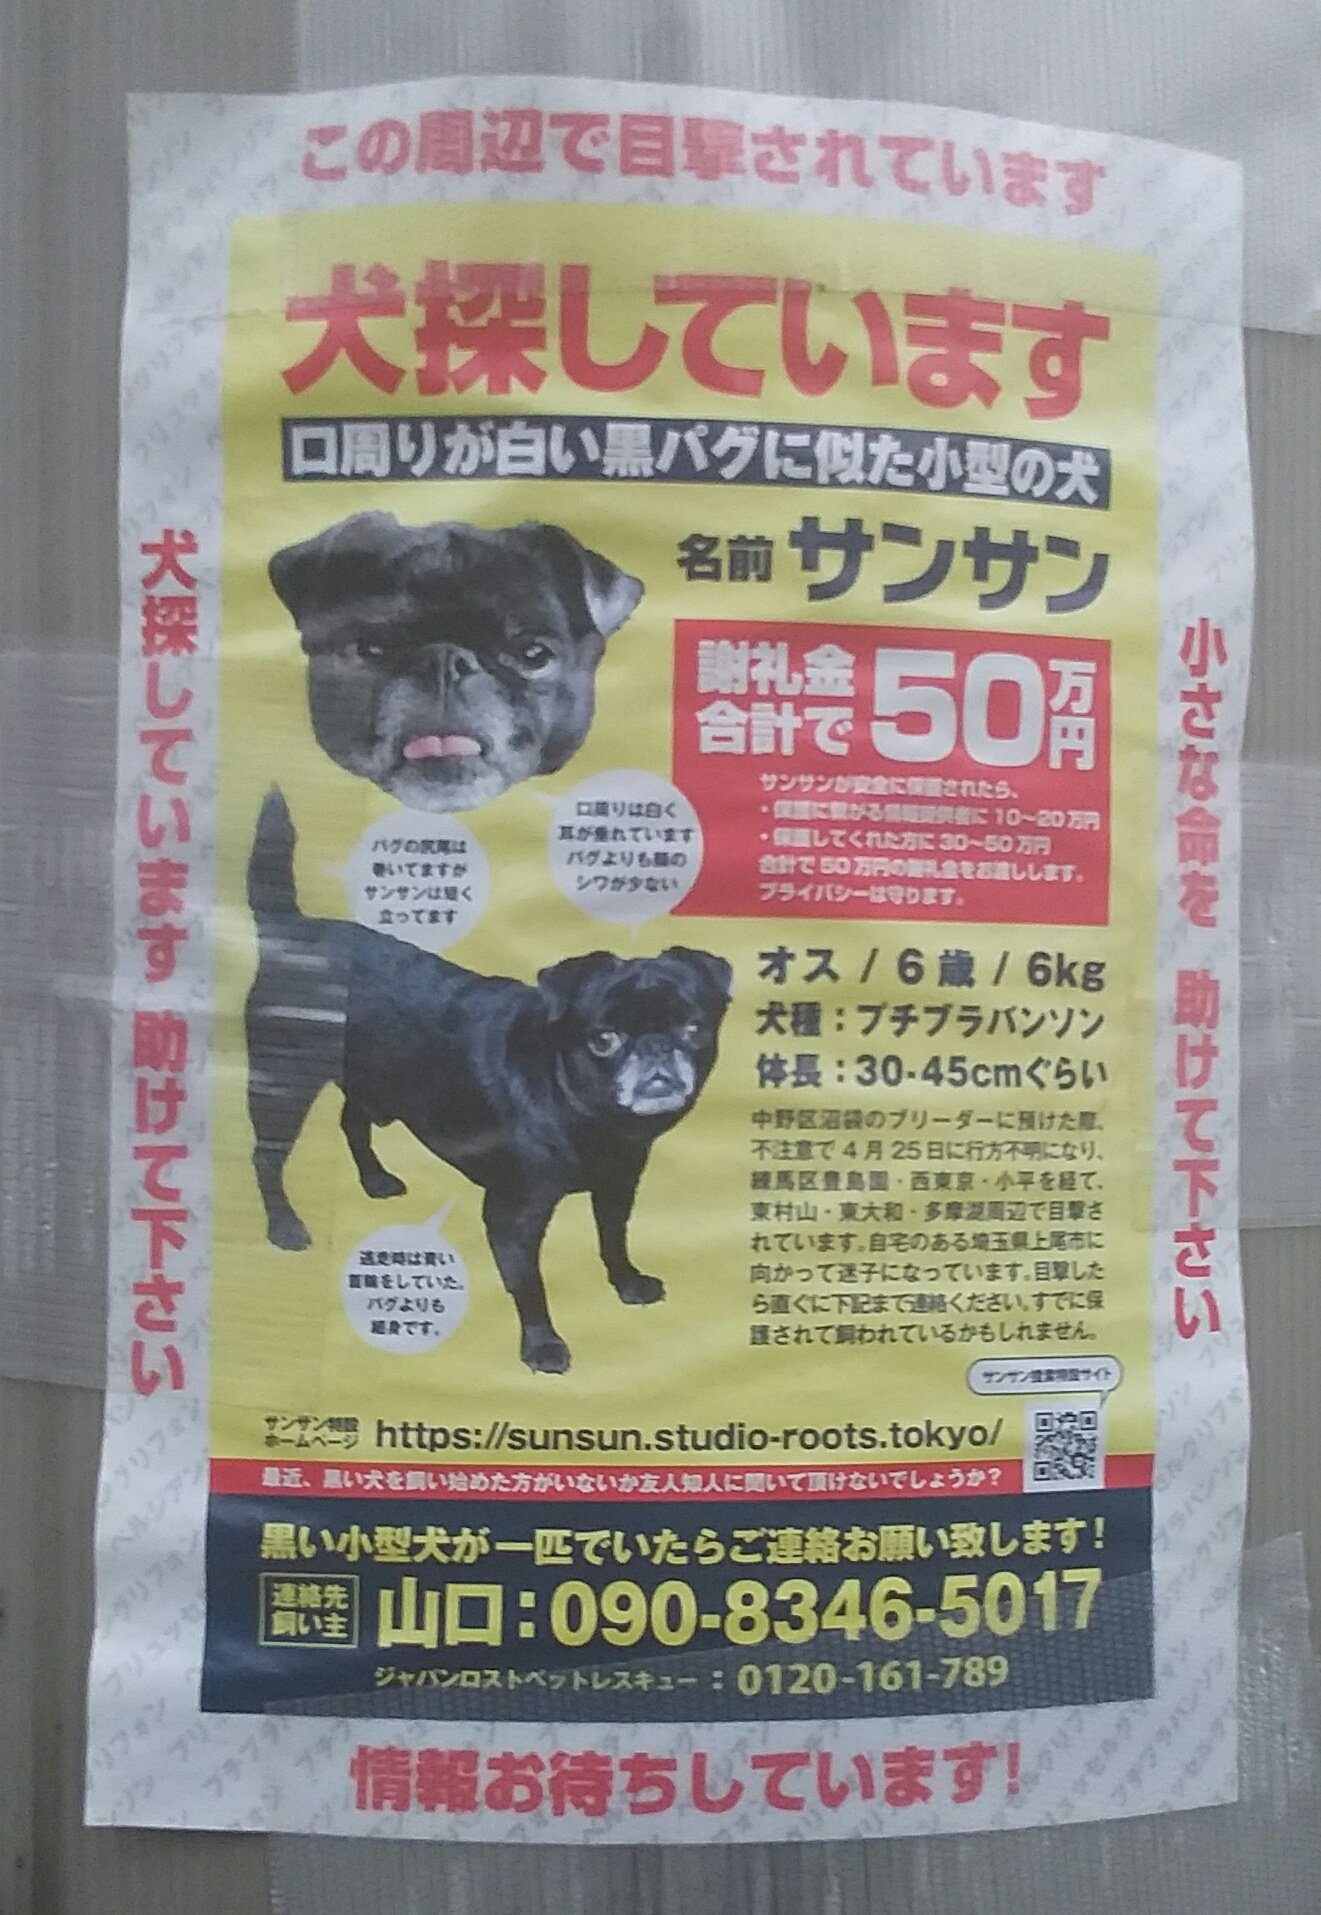 この周辺で目撃されています
犬探しています
口周りが白い黒パグに似た小型の犬
名前 サンサン
謝礼金
合計で
50万円
サンサンが安全に保護されたら、
・保護に繋がる情報提供者に10~20万円
・保護してくれた方に30~50万円
合計で50万円の謝礼金をお渡しします。
プライバシーは守ります。
口周りは白く
耳が垂れています
パグよりも顔の
シワが少ない
パグの尻尾は
巻いてますが
サンサンは短く
立ってます
オス / 6歳 / 6kg
犬種:プチブラバンソン
体長:30-45cmぐらい
中野区沼袋のブリーダーに預けた際、
不注意で4月25日に行方不明になり、
練馬区豊島園・西東京・小平を経て、
東村山・東大和・多摩湖周辺で目撃さ
れています。自宅のある埼玉県上尾市に
向かって迷子になっています。目撃した
ら直ぐに下記まで連絡ください。すでに保
護されて飼われているかもしれません。
逃走時は青い
首輪をしていた。
パグよりも
細身です。
サンサン捜索特設サイト
サンサン特設
ホームページ
https://sunsun.studio-roots.tokyo/
最近、黒い犬を飼い始めた方がいないか友人知人に聞いて頂けないでしょうか?
黒い小型犬が一匹でいたらご連絡お願い致します!
連絡先
飼い主
山口:090-8346-5017
ジャパンロストペットレスキュー:0120-161-789
情報お待ちしています!
犬探しています 助けて下さい
小さな命を 助けて下さい